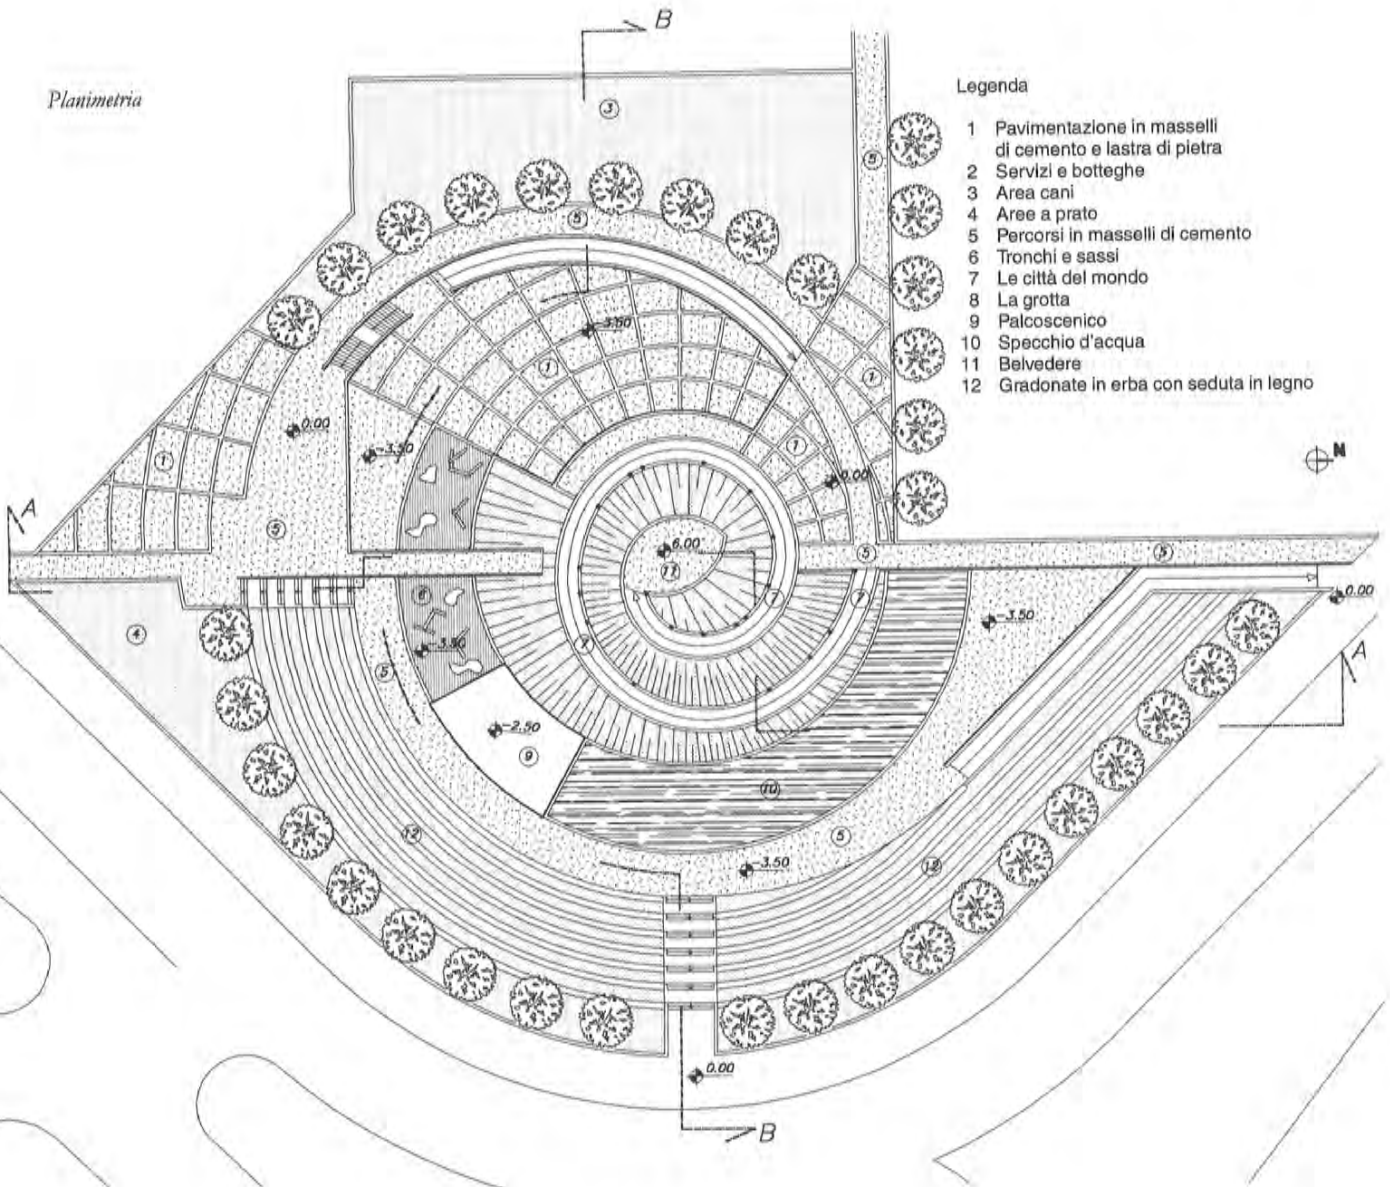 B
Planimetria
Legenda
1 Pavimentazione in masselli
di cemento e lastra di pietra
2 Servizi e botteghe
3 Area cani
4 Aree a prato
5 Percorsi in masselli di cemento
6 Tronchi e sassi
7 Le città del mondo
8 La grotta
9 Palcoscenico
10 Specchio d'acqua
11 Belvedere
12 Gradonate in erba con seduta in legno
3
5
5
-3.50
1
1
N
0.00
1
-3.50
1
0.00
A
5
6.00
5
5
11
6
7
0.00
4
-3.50
-3.50
A
5
-2.50
9
10
12
5
-3.50
12
0.00
B